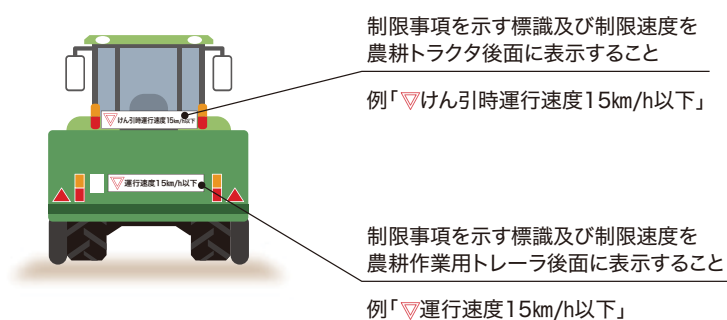 制限事項を示す標識及び制限速度を
農耕トラクタ後面に表示すること
例「▽けん引時運行速度15㎞/h以下」
▽けん引時運行速度15㎞/h以下
▽運行速度15㎞/h以下
制限事項を示す標識及び制限速度を
農耕作業用トレーラ後面に表示すること
例「▽運行速度15㎞/h以下」